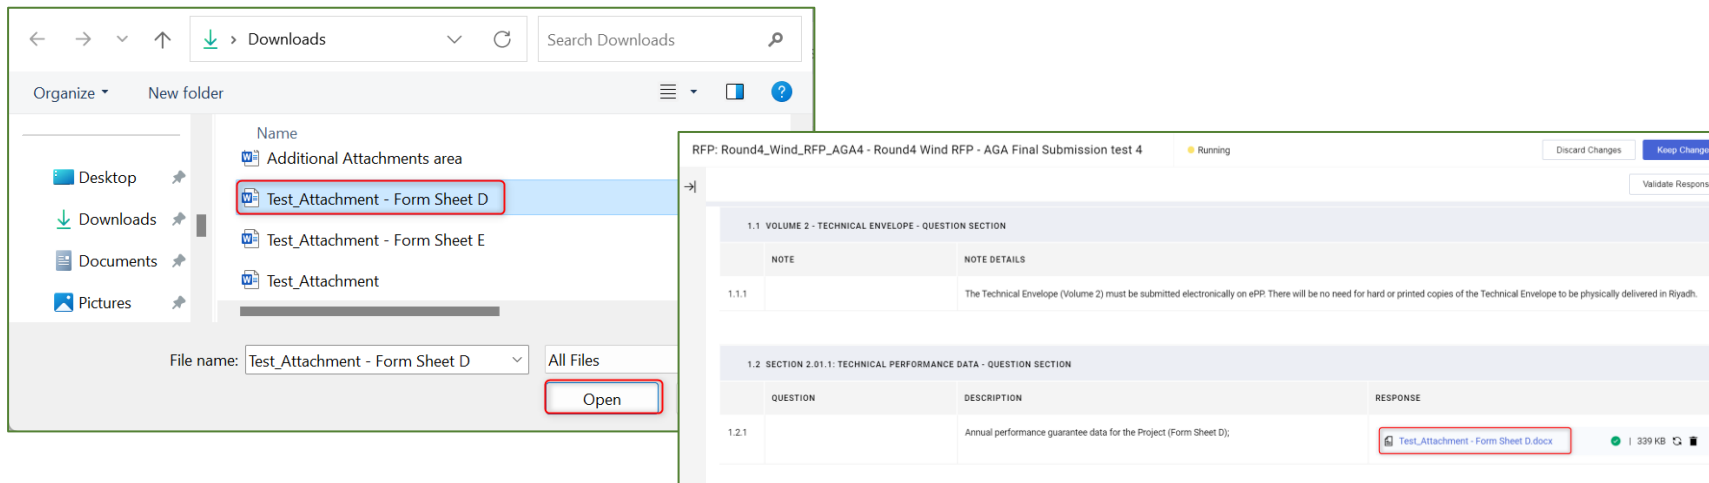 Downloads
Search Downloads
Organize
New folder
Name
Additional Attachments area
Desktop
Test_Attachment - Form Sheet D
Downloads
Test_Attachment - Form Sheet E
Documents
Test_Attachment
Pictures
File name:
Test_Attachment - Form Sheet D
All Files
Open
RFP: Round4_Wind_RFP_AGA4 - Round4 Wind RFP - AGA Final Submission test 4
Running
Discard Changes
Keep Change
Validate Respons
1.1 VOLUME 2 - TECHNICAL ENVELOPE - QUESTION SECTION
NOTE
NOTE DETAILS
1.1.1
The Technical Envelope (Volume 2) must be submitted electronically on ePP. There will be no need for hard or printed copies of the Technical Envelope to be physically delivered in Riyadh.
1.2 SECTION 2.01.1: TECHNICAL PERFORMANCE DATA - QUESTION SECTION
QUESTION
DESCRIPTION
RESPONSE
1.2.1
Annual performance guarantee data for the Project (Form Sheet D);
Test_Attachment - Form Sheet D.docx
| 339 KB